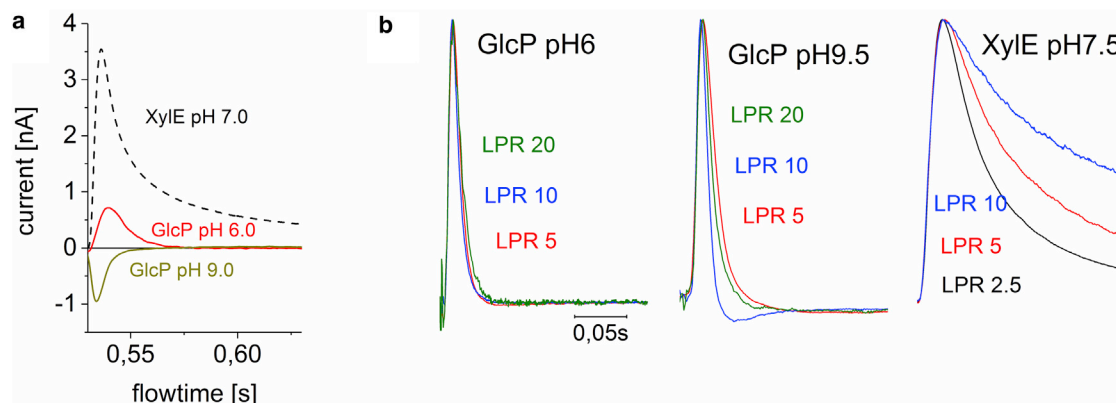 a
4
3
2
1
0
-1
current [nA]
XylE pH 7.0
GlcP pH 6.0
GlcP pH 9.0
0,55
0,60
flowtime [s]
b
GlcP pH6
LPR 20
LPR 10
LPR 5
0,05s
GlcP pH9.5
LPR 20
LPR 10
LPR 5
XylE pH7.5
LPR 10
LPR 5
LPR 2.5